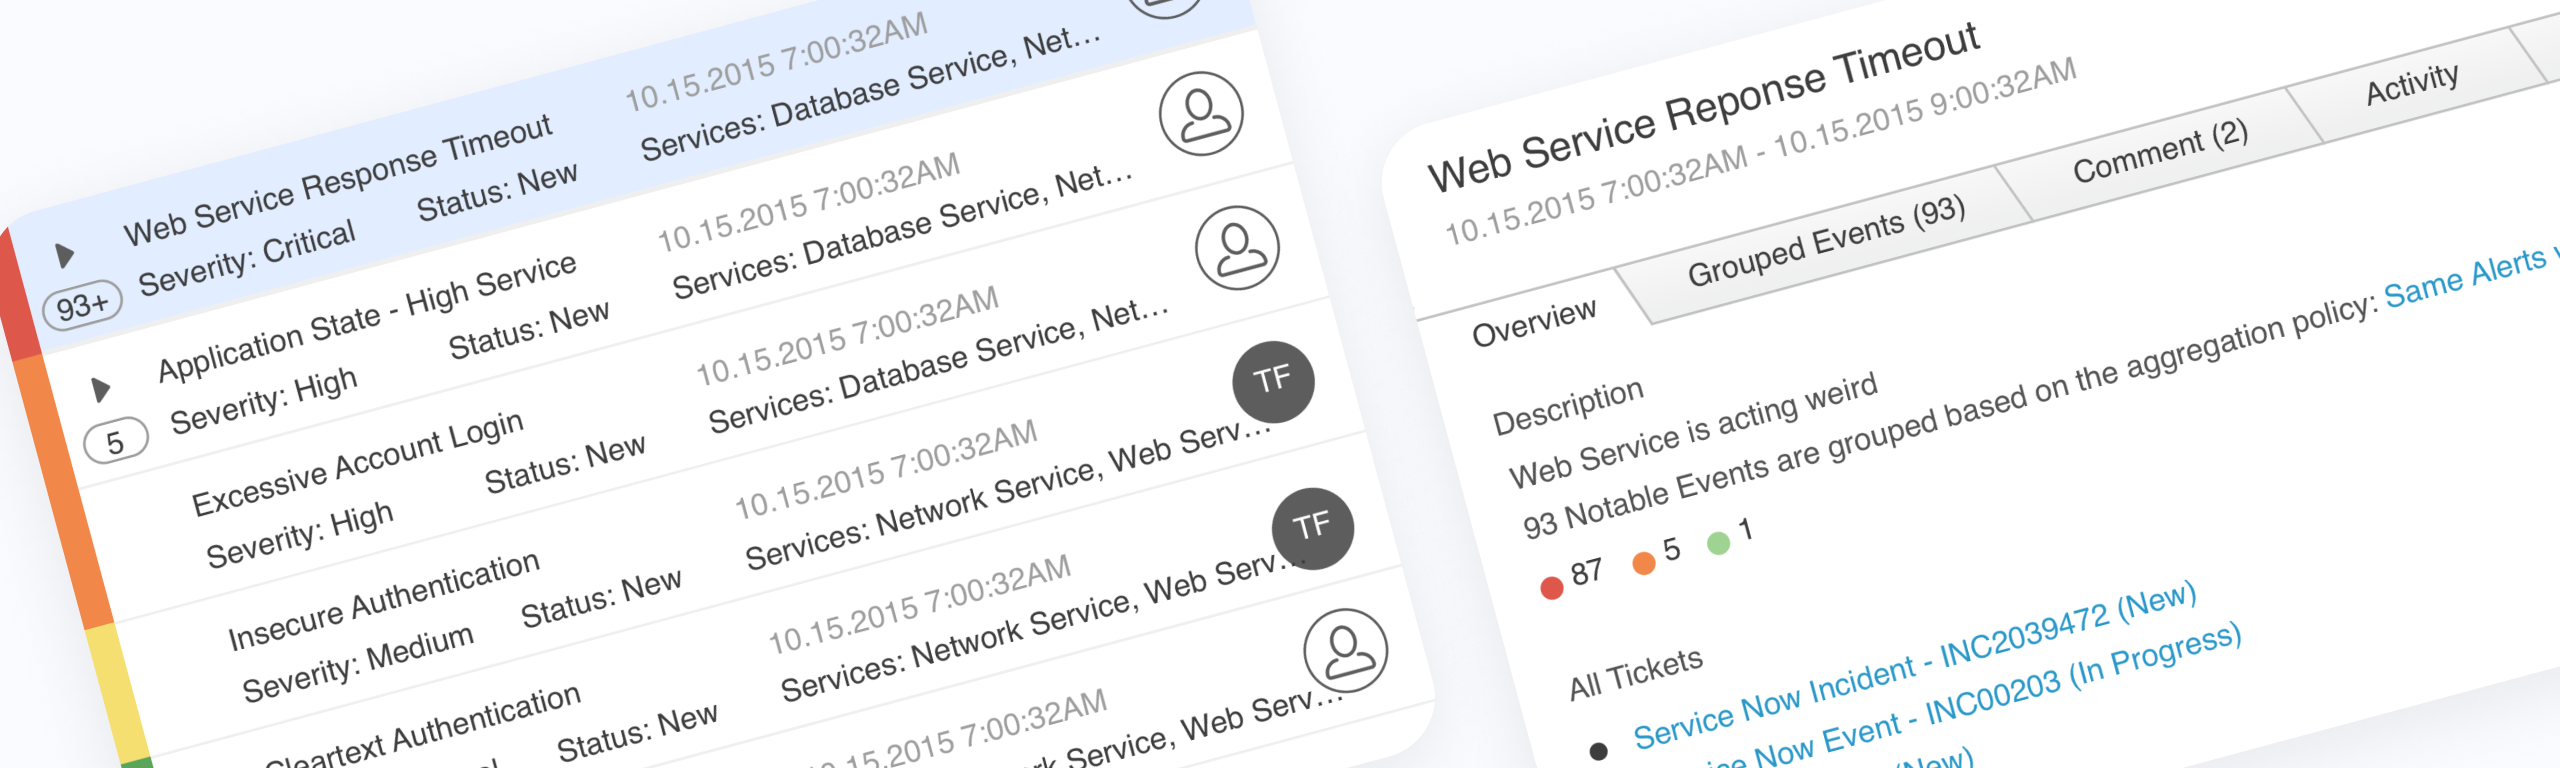 Web Service Response Timeout
10.15.2015 7:00:32AM
Severity: Critical
Status: New
Services: Database Service, Net...
93+
Application State - High Service
10.15.2015 7:00:32AM
Severity: High
Status: New
Services: Database Service, Net...
5
Excessive Account Login
10.15.2015 7:00:32AM
Severity: High
Status: New
Services: Database Service, Net...
TF
Insecure Authentication
10.15.2015 7:00:32AM
Severity: Medium
Status: New
Services: Network Service, Web Serv...
TF
Cleartext Authentication
10.15.2015 7:00:32AM
Status: New
Services: Network Service, Web Serv...
10.15.2015 7:00:32AM
Service, Web Serv...
Web Service Reponse Timeout
10.15.2015 7:00:32AM - 10.15.2015 9:00:32AM
Overview
Grouped Events (93)
Comment (2)
Activity
Description
Web Service is acting weird
93 Notable Events are grouped based on the aggregation policy: Same Alerts
87
5
1
All Tickets
Service Now Incident - INC2039472 (New)
Now Event - INC00203 (In Progress)
(New)